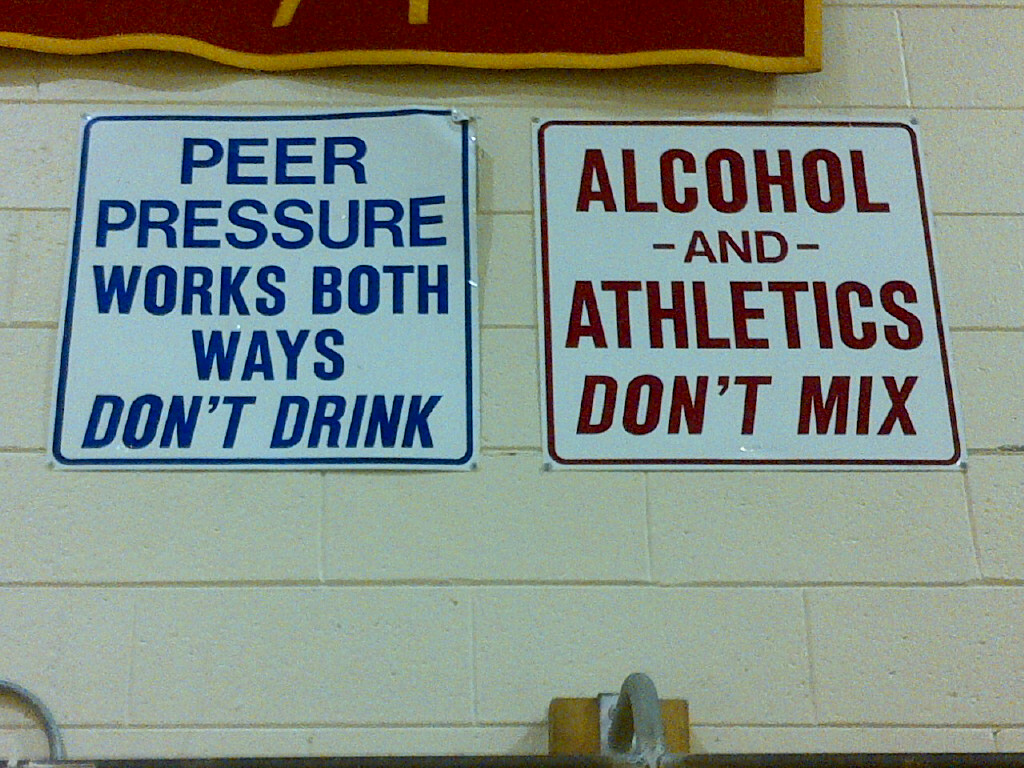 PEER
PRESSURE
WORKS BOTH
WAYS
DON'T DRINK
ALCOHOL
-AND-
ATHLETICS
DON'T MIX